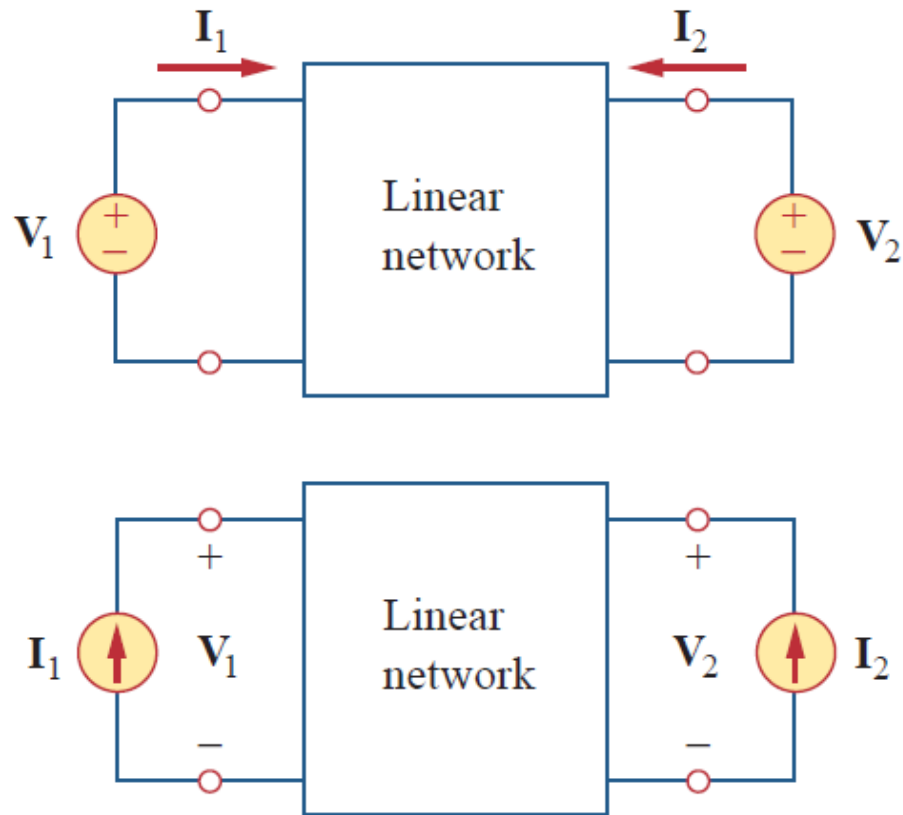 I1 I2
V1 + − Linear network + − V2
+ +
I1 V1 Linear network V2 I2
− −